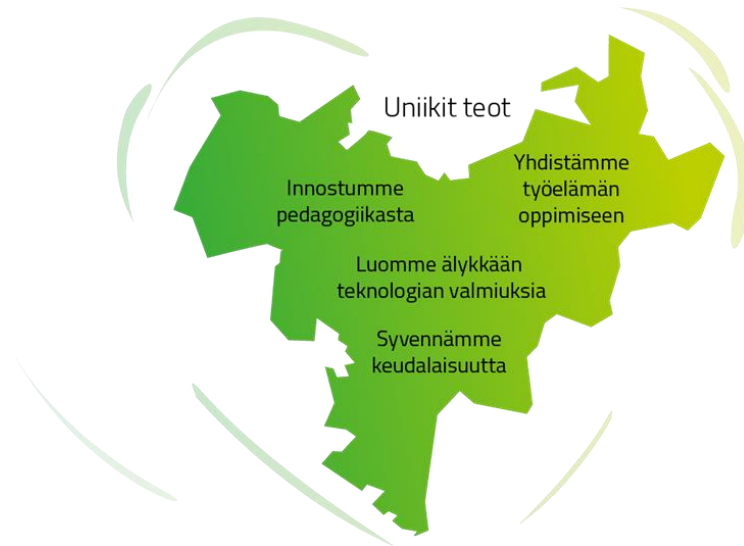 Uniikit teot
Innostumme
pedagogiikasta
Yhdistämme
työelämän
oppimiseen
Luomme älykkään
teknologian valmiuksia
Syvennämme
keudalaisuutta